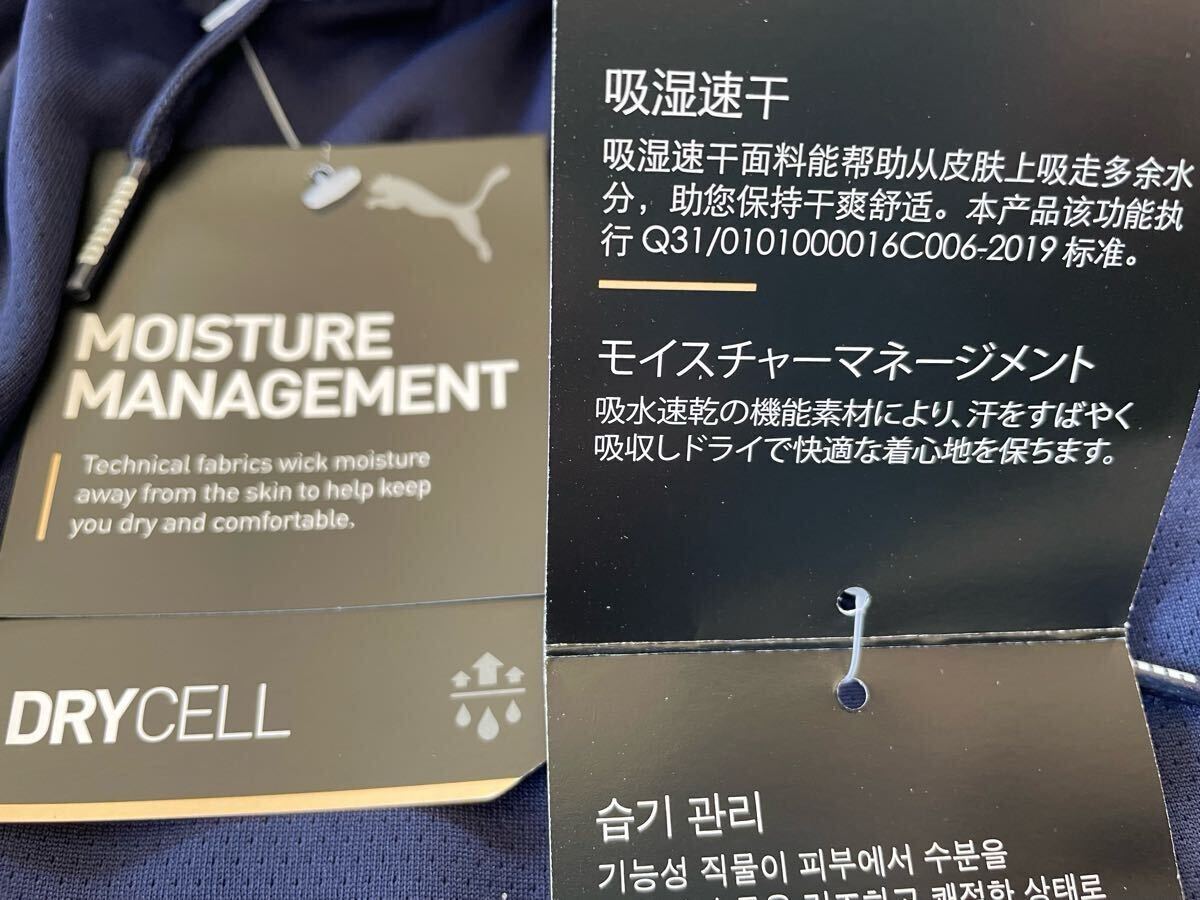 MOISTURE
MANAGEMENT
Technical fabrics wick moisture
away from the skin to help keep
you dry and comfortable.
DRYCELL
吸湿速干
吸湿速干面料能帮助从皮肤上吸走多余水
分，助您保持干爽舒适。本产品该功能执
行 Q31/0101000016C006-2019 标准。
モイスチャーマネージメント
吸水速乾の機能素材により、汗をすばやく
吸収しドライで快適な着心地を保ちます。
습기 관리
기능성 직물이 피부에서 수분을
쾌적한 상태로